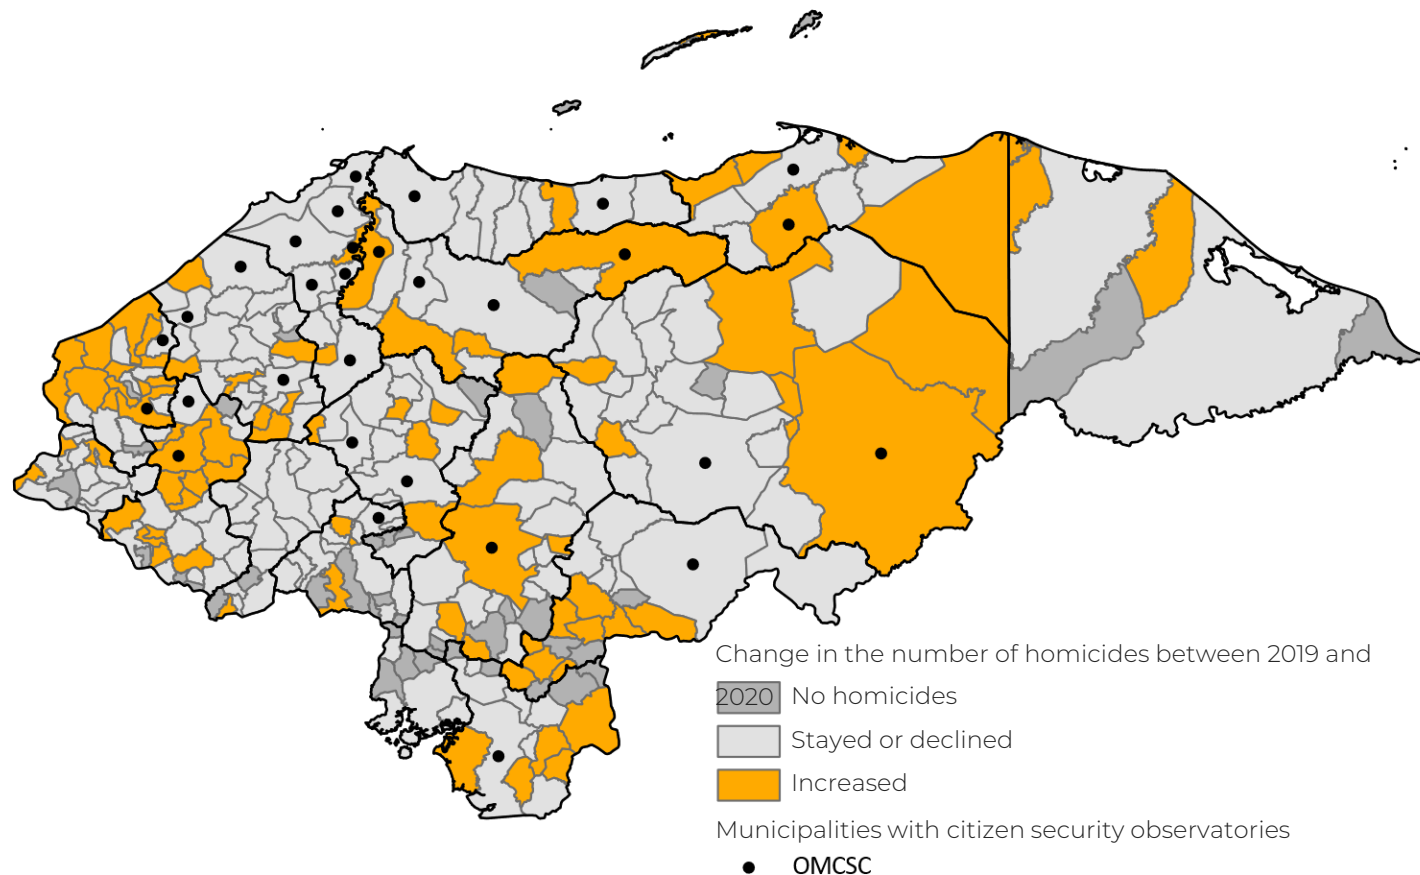 Change in the number of homicides between 2019 and
2020 No homicides
Stayed or declined
Increased
Municipalities with citizen security observatories
OMCSC